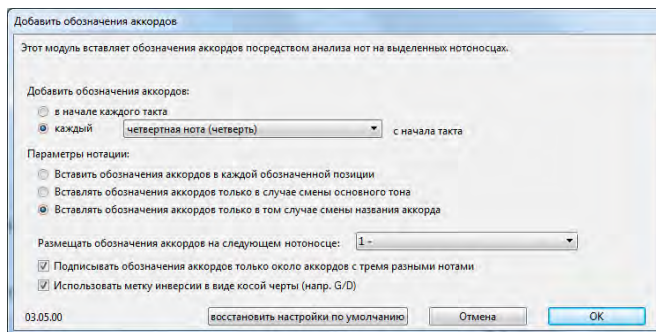 Добавить обозначения аккордов
Этот модуль вставляет обозначения аккордов посредством анализа нот на выделенных нотоносцах.
Добавить обозначения аккордов:
в начале каждого такта
каждый четвертная нота (четверть) с начала такта
Параметры нотации:
Вставить обозначения аккордов в каждой обозначенной позиции
Вставлять обозначения аккордов только в случае смены основного тона
Вставлять обозначения аккордов только в том случае смены названия аккорда
Размещать обозначения аккордов на следующем нотоносце: 1 -
Подписывать обозначения аккордов только около аккордов с тремя разными нотами
Использовать метку инверсии в виде косой черты (напр. G/D)
03.05.00 восстановить настройки по умолчанию Отмена ОК